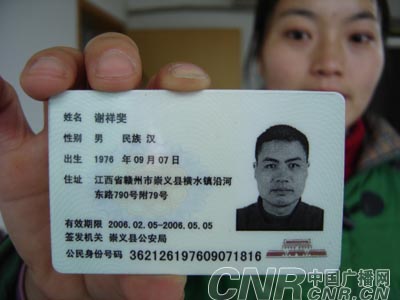 姓名 谢祥斐
性别 男 民族 汉
出生 1976 年 09 月 07 日
住址 江西省赣州市崇义县横水镇沿河
东路790号附79号
有效期限 2006.02.05-2006.05.05
签发机关 崇义县公安局
公民身份号码 362126197609071816
CNR 中国广播网
CNR.CN